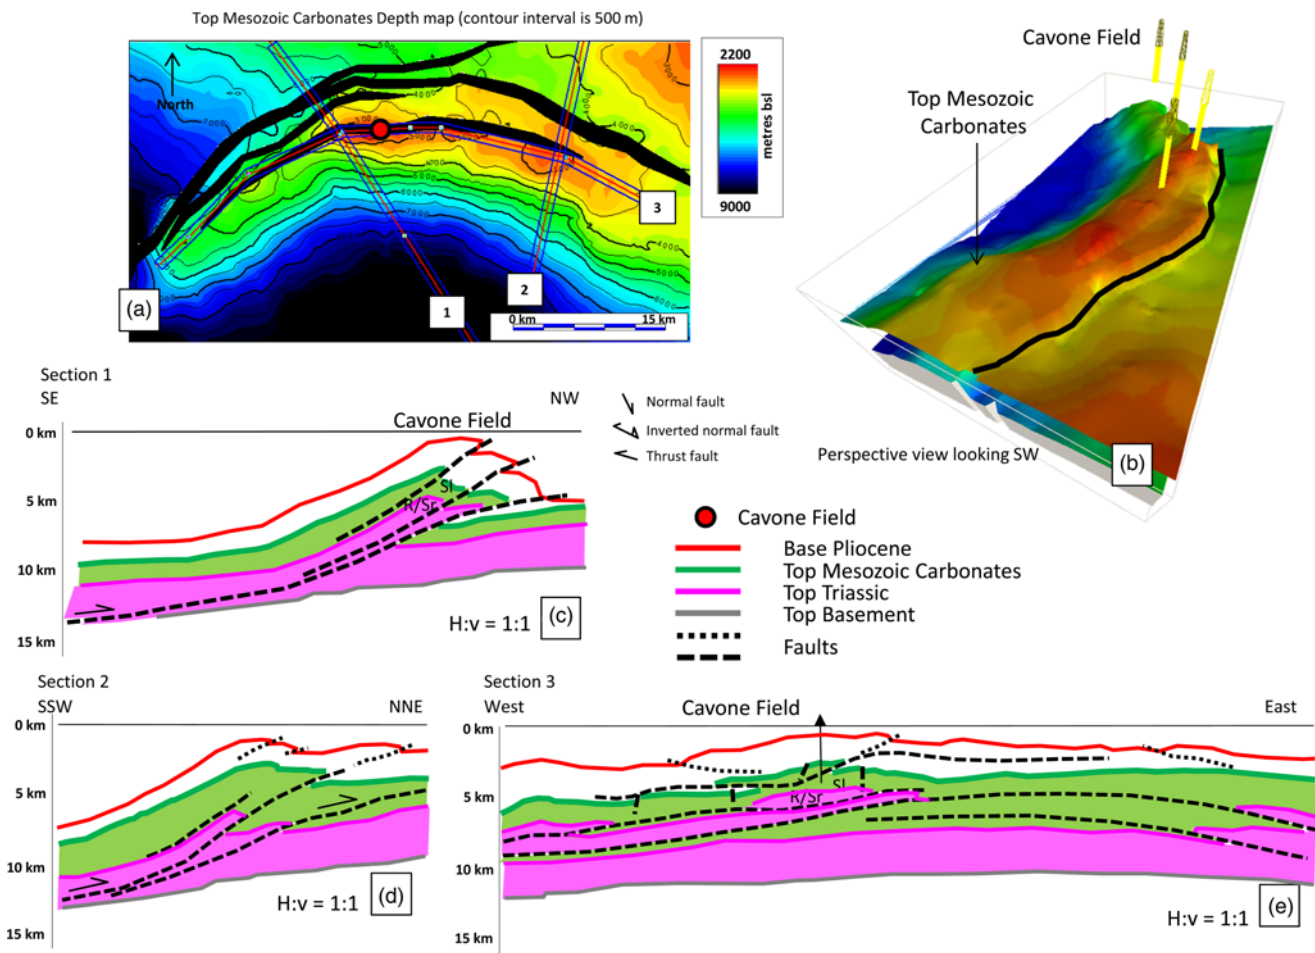 Top Mesozoic Carbonates Depth map (contour interval is 500 m)
North
2200
metres bsl
9000
3
2
1
0 km
15 km
(a)
Cavone Field
Top Mesozoic
Carbonates
Perspective view looking SW
(b)
Section 1
SE
NW
Cavone Field
0 km
5 km
10 km
15 km
Sl
R/Sr
H:v = 1:1
(c)
Normal fault
Inverted normal fault
Thrust fault
Cavone Field
Base Pliocene
Top Mesozoic Carbonates
Top Triassic
Top Basement
Faults
Section 2
SSW
NNE
0 km
5 km
10 km
15 km
H:v = 1:1
(d)
Section 3
West
East
Cavone Field
0 km
5 km
10 km
15 km
Sl
R/Sr
H:v = 1:1
(e)